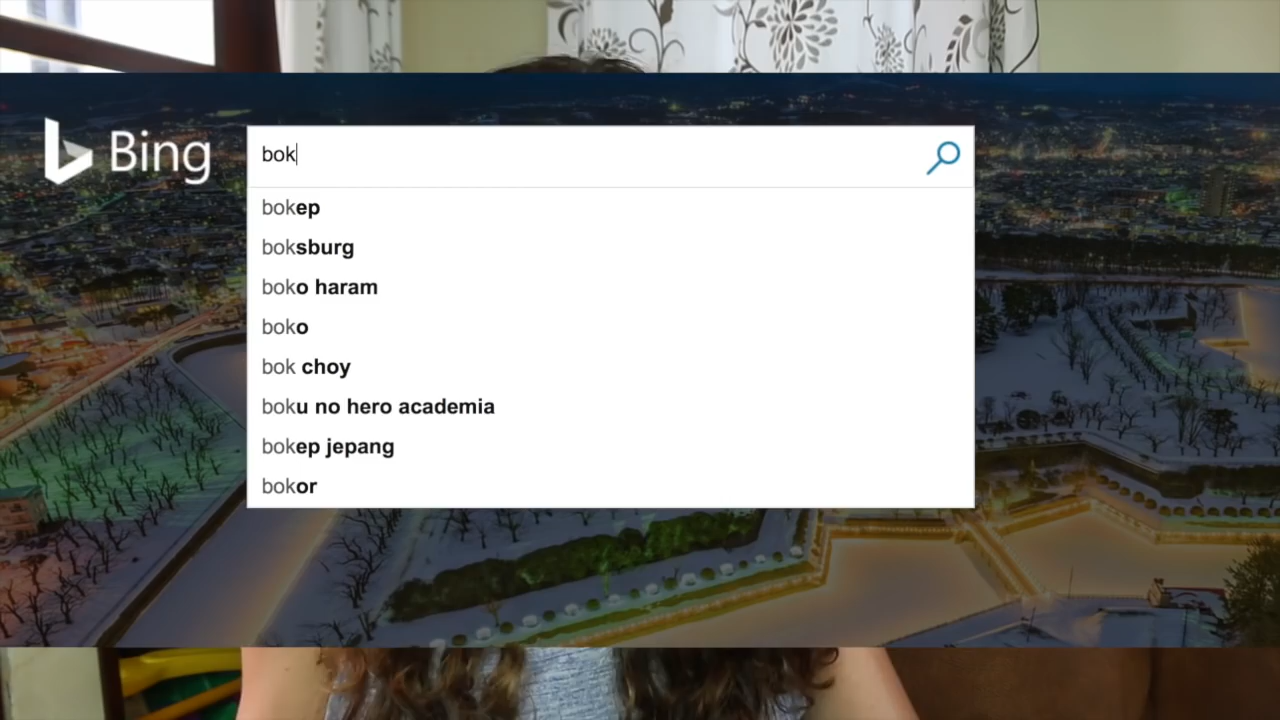 Bing
bok
bokep
boksburg
boko haram
boko
bok choy
boku no hero academia
bokep jepang
bokor